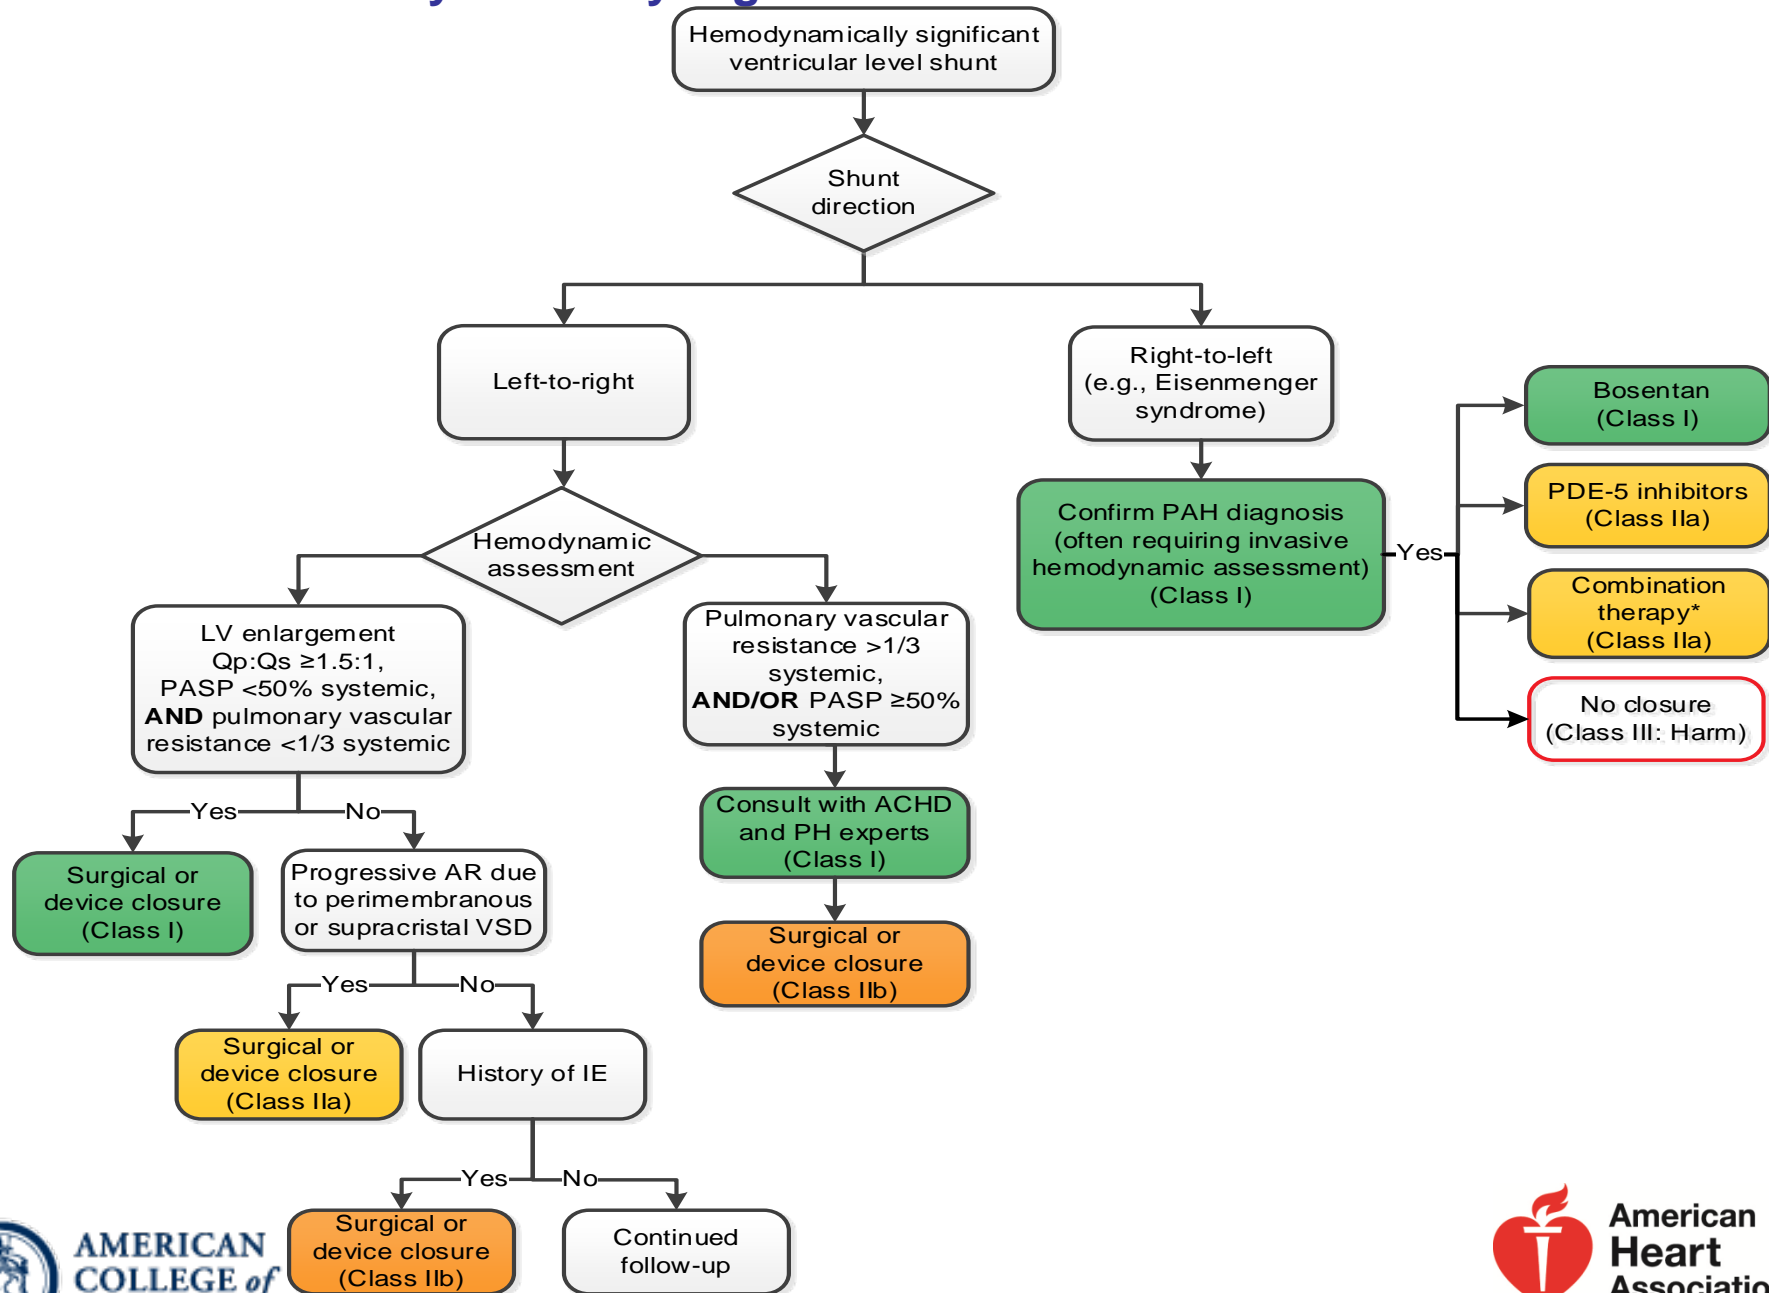 Hemodynamically significant
ventricular level shunt
Shunt
direction
Left-to-right
Right-to-left
(e.g., Eisenmenger
syndrome)
Hemodynamic
assessment
Confirm PAH diagnosis
(often requiring invasive
hemodynamic assessment)
(Class I)
Yes
Bosentan
(Class I)
PDE-5 inhibitors
(Class IIa)
Combination
therapy*
(Class IIa)
No closure
(Class III: Harm)
LV enlargement
Qp:Qs ≥1.5:1,
PASP <50% systemic,
AND pulmonary vascular
resistance <1/3 systemic
Pulmonary vascular
resistance >1/3
systemic,
AND/OR PASP ≥50%
systemic
Yes
No
Surgical or
device closure
(Class I)
Progressive AR due
to perimembranous
or supracristal VSD
Consult with ACHD
and PH experts
(Class I)
Surgical or
device closure
(Class IIb)
Yes
No
Surgical or
device closure
(Class IIa)
History of IE
Yes
No
Surgical or
device closure
(Class IIb)
Continued
follow-up
AMERICAN
COLLEGE of
American
Heart
Associatio